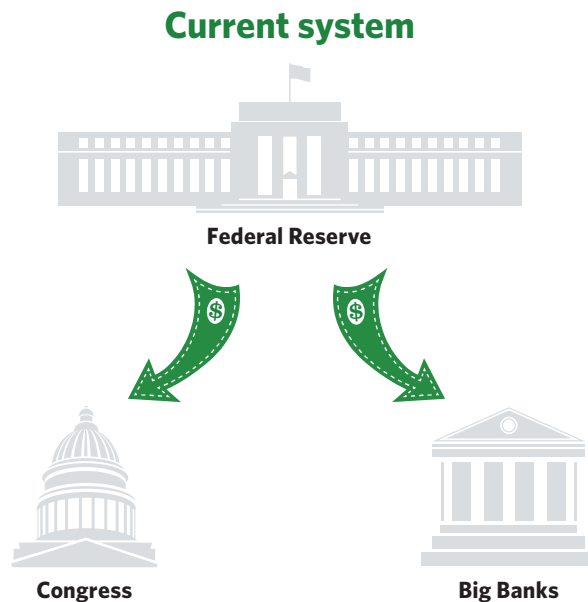 Current system
Federal Reserve
$ $
Congress
Big Banks